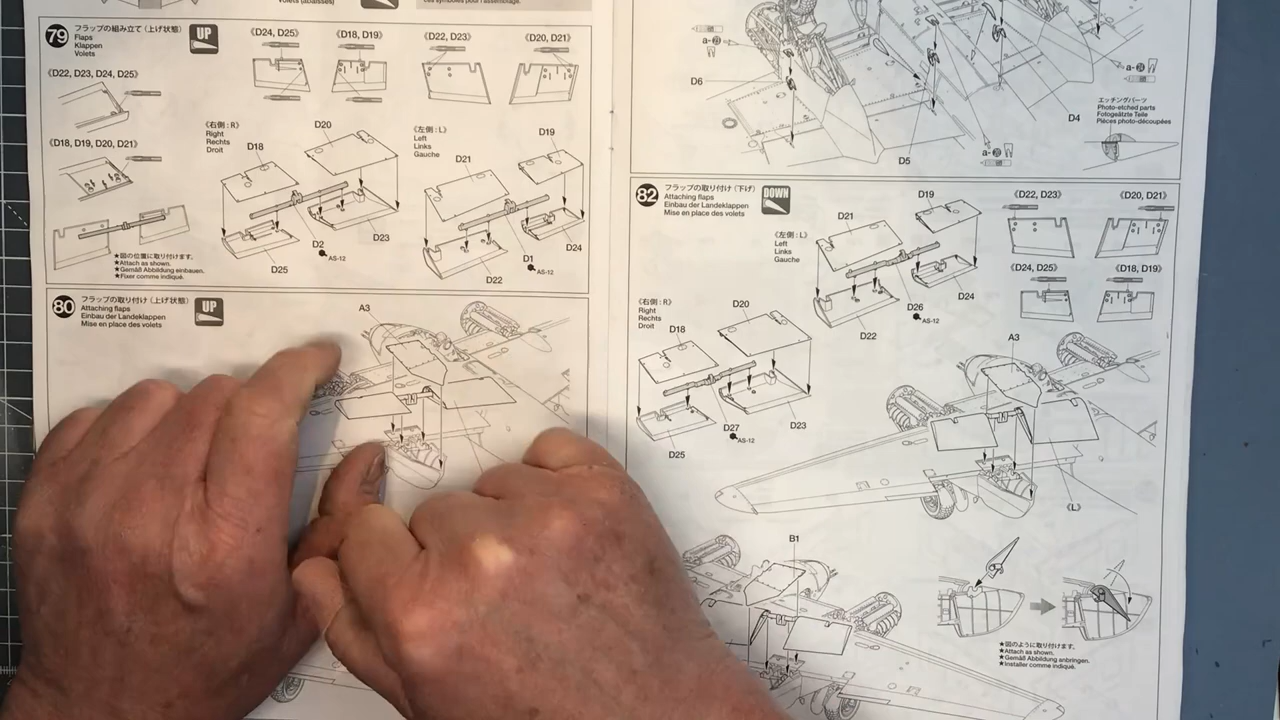 Volets (abaissés)
79
フラップの組み立て（上げ状態）
Flaps
Klappen
Volets
UP
《D24, D25》
《D18, D19》
《D22, D23》
《D20, D21》
《D22, D23, D24, D25》
《D18, D19, D20, D21》
《右側：R》
Right
Rechts
Droit
D20
D18
《左側：L》
Left
Links
Gauche
D19
D21
D23
D2
AS-12
D25
D24
D1
AS-12
D22
★図の位置に取り付けます。
★Attach as shown.
★Gemäß Abbildung einbauen.
★Fixer comme indiqué.
80
フラップの取り付け（上げ状態）
Attaching flaps
Einbau der Landeklappen
Mise en place des volets
UP
A3
a-
D6
a-
D4
エッチングパーツ
Photo-etched parts
Fotogeätzte Teile
Pièces photo-découpées
D5
a-
82
フラップの取り付け（下げ）
Attaching flaps
Einbau der Landeklappen
Mise en place des volets
DOWN
D19
《D22, D23》
《D20, D21》
D21
《左側：L》
Left
Links
Gauche
D24
D26
AS-12
D22
《D24, D25》
《D18, D19》
《右側：R》
Right
Rechts
Droit
D20
D18
A3
D23
D27
AS-12
D25
《L》
B1
★図のように取り付けます。
★Attach as shown.
★Gemäß Abbildung anbringen.
★Installer comme indiqué.